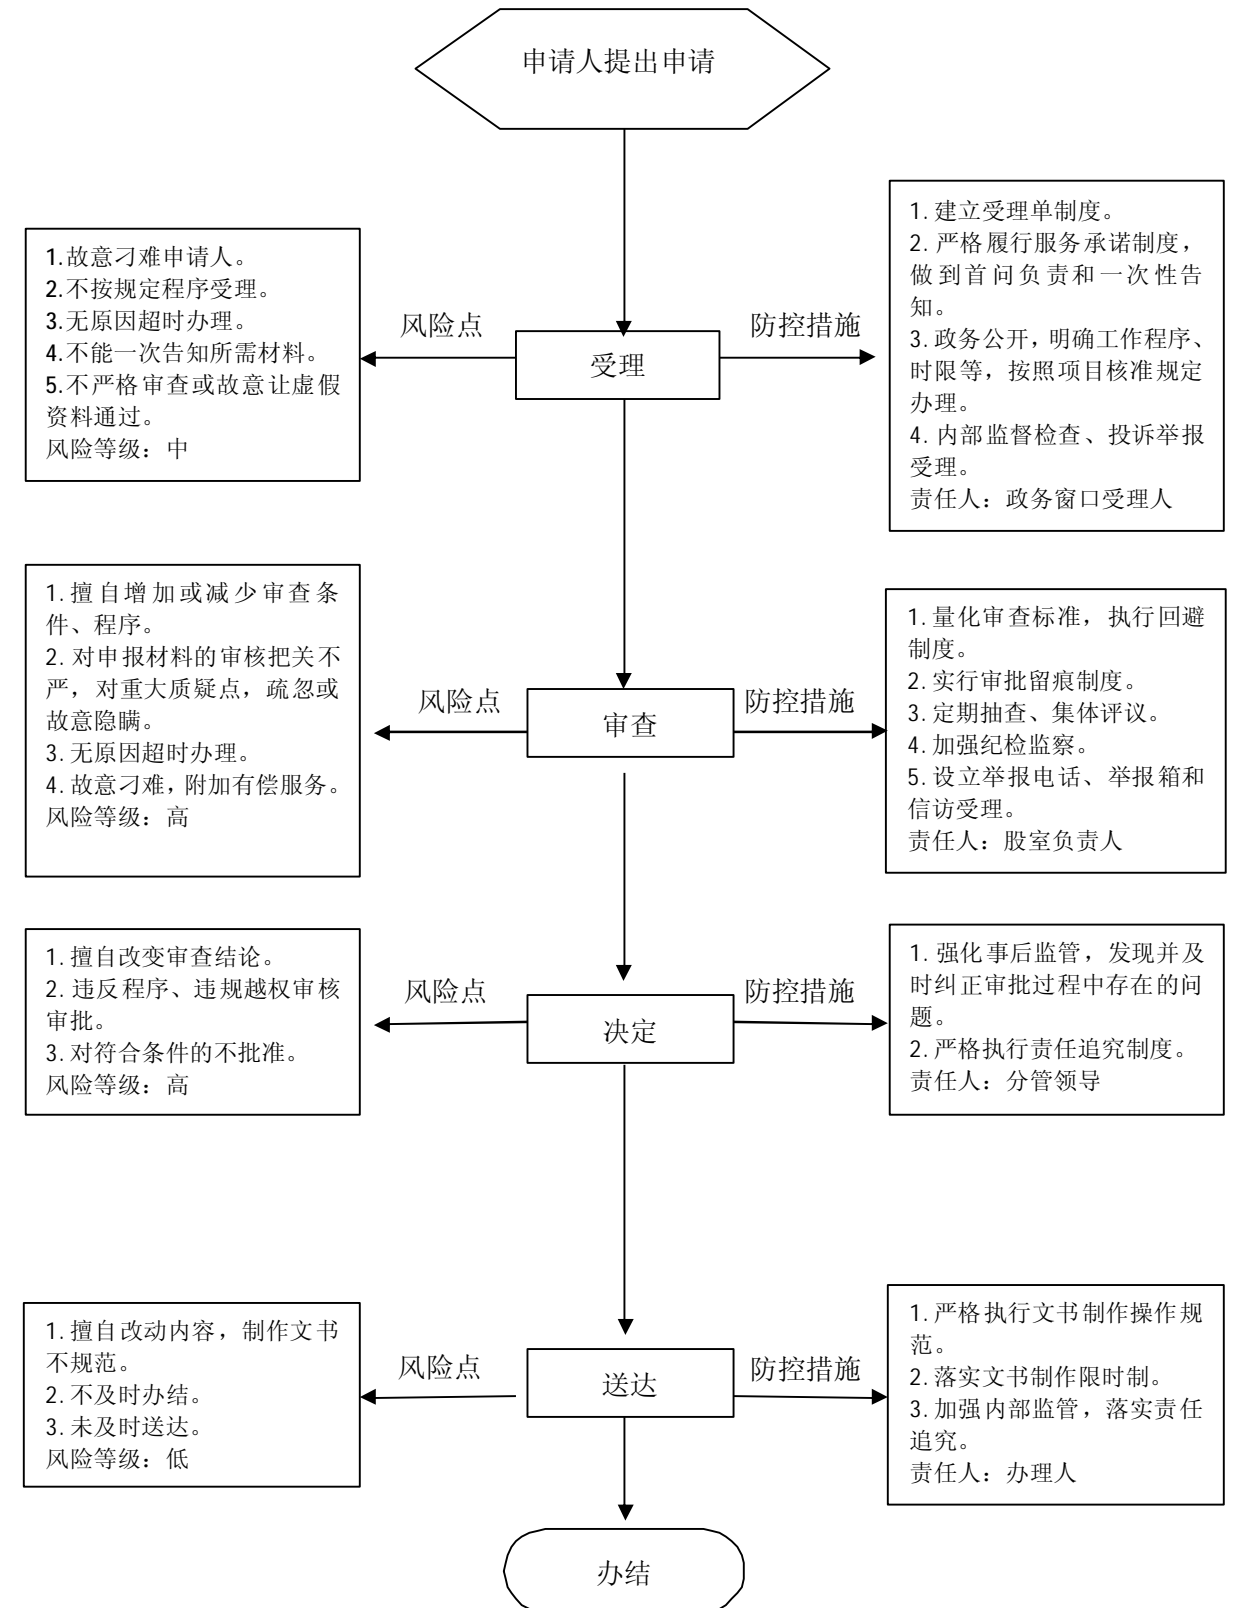 申请人提出申请
1.故意刁难申请人。
2.不按规定程序受理。
3.无原因超时办理。
4.不能一次告知所需材料。
5.不严格审查或故意让虚假
资料通过。
风险等级：中
风险点
受理
防控措施
1.建立受理单制度。
2.严格履行服务承诺制度，
做到首问负责和一次性告
知。
3.政务公开，明确工作程序、
时限等，按照项目核准规定
办理。
4.内部监督检查、投诉举报
受理。
责任人：政务窗口受理人
1.擅自增加或减少审查条
件、程序。
2.对申报材料的审核把关不
严，对重大质疑点，疏忽或
故意隐瞒。
3.无原因超时办理。
4.故意刁难，附加有偿服务。
风险等级：高
风险点
审查
防控措施
1.量化审查标准，执行回避
制度。
2.实行审批留痕制度。
3.定期抽查、集体评议。
4.加强纪检监察。
5.设立举报电话、举报箱和
信访受理。
责任人：股室负责人
1.擅自改变审查结论。
2.违反程序、违规越权审核
审批。
3.对符合条件的不批准。
风险等级：高
风险点
决定
防控措施
1.强化事后监管，发现并及
时纠正审批过程中存在的问
题。
2.严格执行责任追究制度。
责任人：分管领导
1.擅自改动内容，制作文书
不规范。
2.不及时办结。
3.未及时送达。
风险等级：低
风险点
送达
防控措施
1.严格执行文书制作操作规
范。
2.落实文书制作限时制。
3.加强内部监管，落实责任
追究。
责任人：办理人
办结